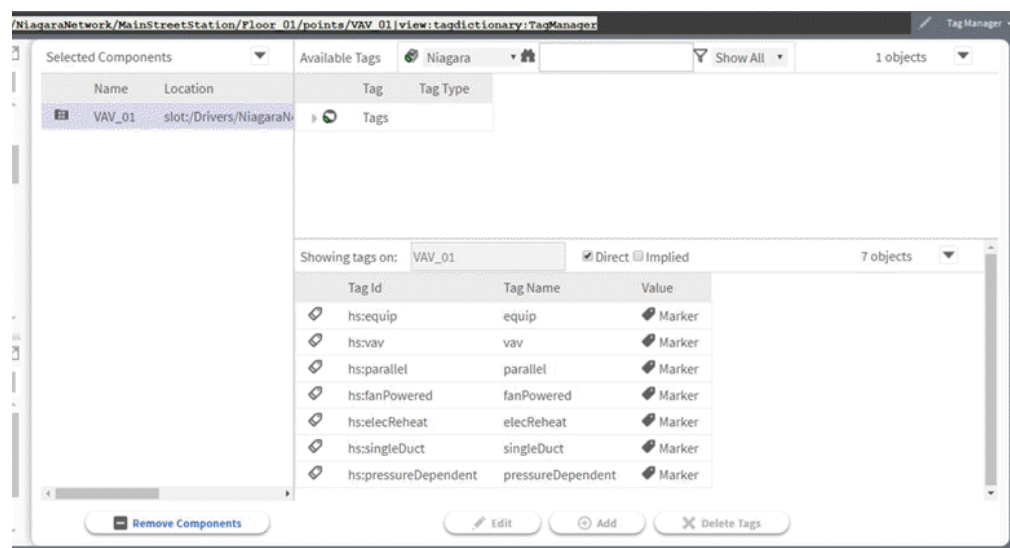 /NiagaraNetwork/MainStreetStation/Floor_01/points/VAV_01|view:tagdictionary:TagManager
TagManager
Selected Components
Available Tags Niagara Show All 1 objects
Name Location
Tag Tag Type
VAV_01 slot:/Drivers/NiagaraN
Tags
Showing tags on: VAV_01 Direct Implied 7 objects
Tag Id Tag Name Value
hs:equip equip Marker
hs:vav vav Marker
hs:parallel parallel Marker
hs:fanPowered fanPowered Marker
hs:elecReheat elecReheat Marker
hs:singleDuct singleDuct Marker
hs:pressureDependent pressureDependent Marker
Remove Components Edit Add Delete Tags